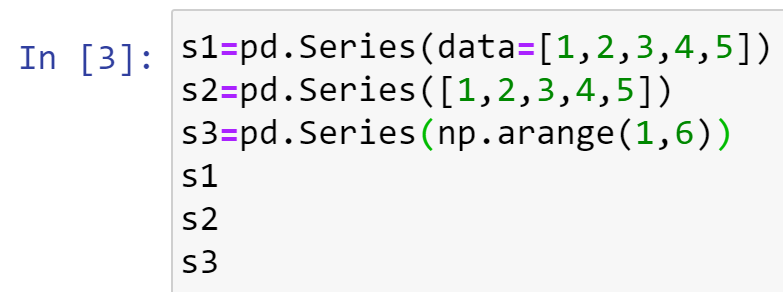 In [3]: s1=pd.Series(data=[1,2,3,4,5])
s2=pd.Series([1,2,3,4,5])
s3=pd.Series(np.arange(1,6))
s1
s2
s3